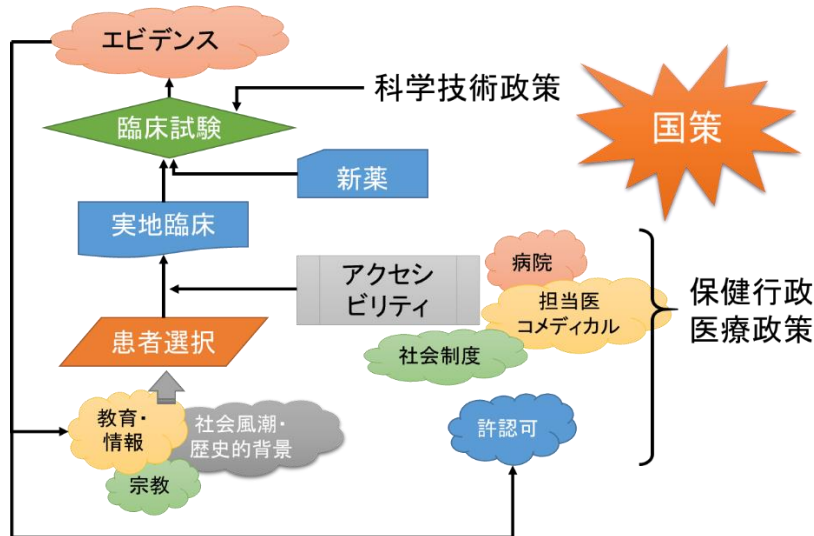 エビデンス
科学技術政策
臨床試験
国策
新薬
実地臨床
アクセシ
ビリティ
病院
担当医
コメディカル
社会制度
保健行政
医療政策
患者選択
教育・
情報
社会風潮・
歴史的背景
宗教
許認可